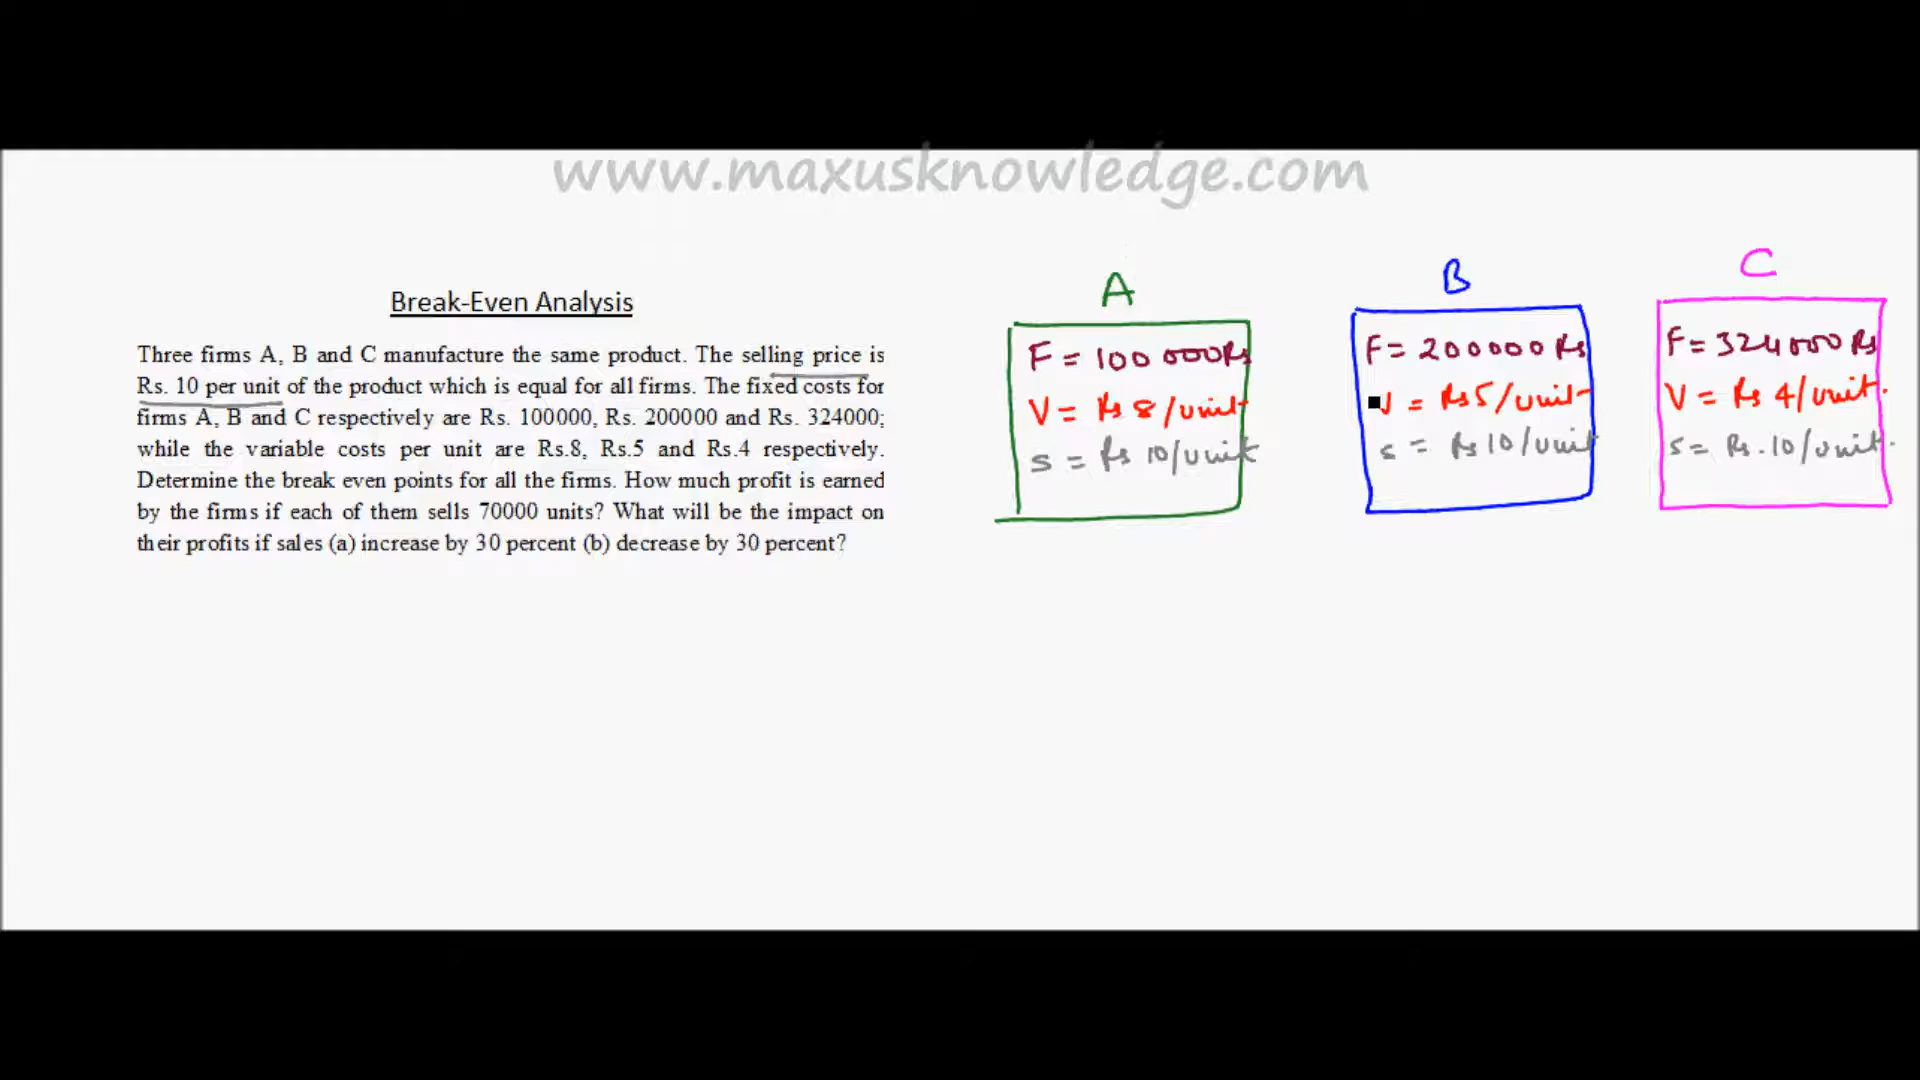 www.maxusknowledge.com
Break-Even Analysis
Three firms A, B and C manufacture the same product. The selling price is
Rs. 10 per unit of the product which is equal for all firms. The fixed costs for
firms A, B and C respectively are Rs. 100000, Rs. 200000 and Rs. 324000;
while the variable costs per unit are Rs.8, Rs.5 and Rs.4 respectively.
Determine the break even points for all the firms. How much profit is earned
by the firms if each of them sells 70000 units? What will be the impact on
their profits if sales (a) increase by 30 percent (b) decrease by 30 percent?
A
F = 100 000 Rs
V = Rs 8/unit
s = Rs 10/unit
B
F = 200000 Rs
V = Rs 5/unit
s = Rs 10/unit
C
F = 324000 Rs
V = Rs 4/unit.
s = Rs. 10/unit.